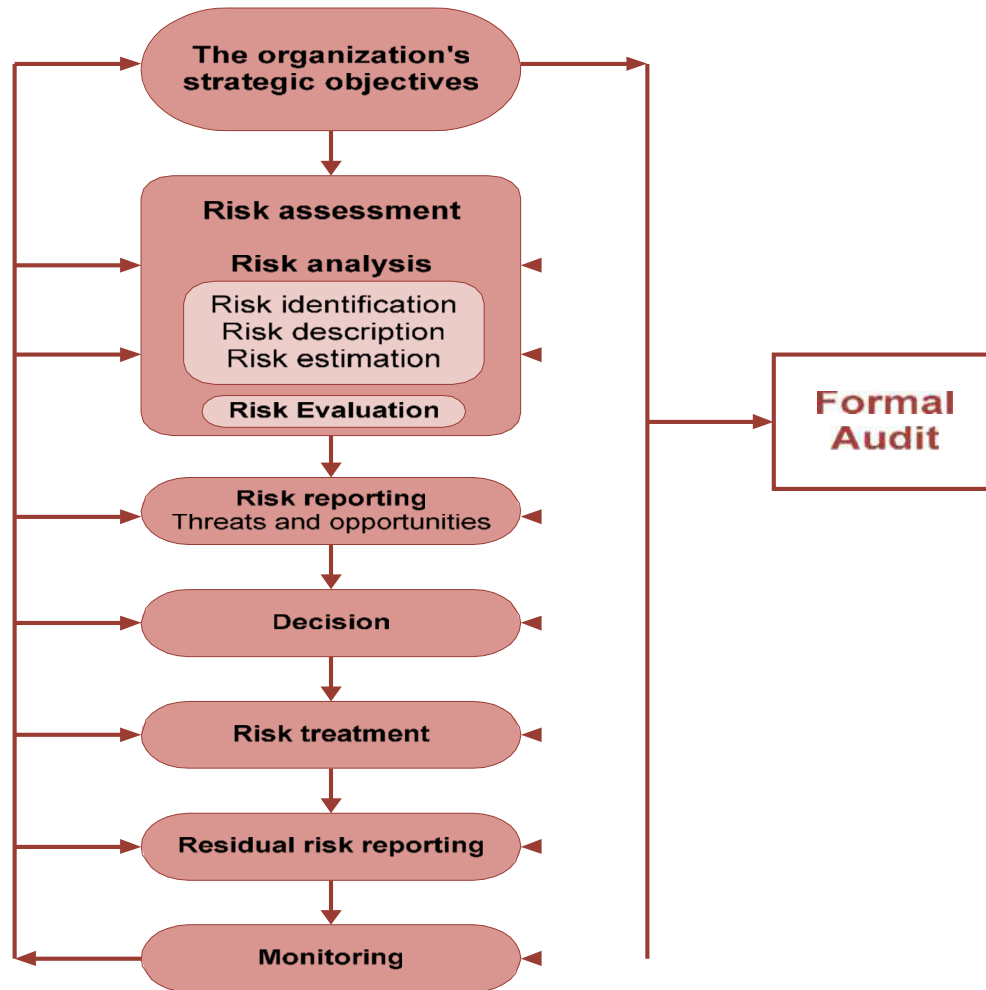 The organization's
strategic objectives
Risk assessment
Risk analysis
Risk identification
Risk description
Risk estimation
Risk Evaluation
Risk reporting
Threats and opportunities
Decision
Risk treatment
Residual risk reporting
Monitoring
Formal
Audit